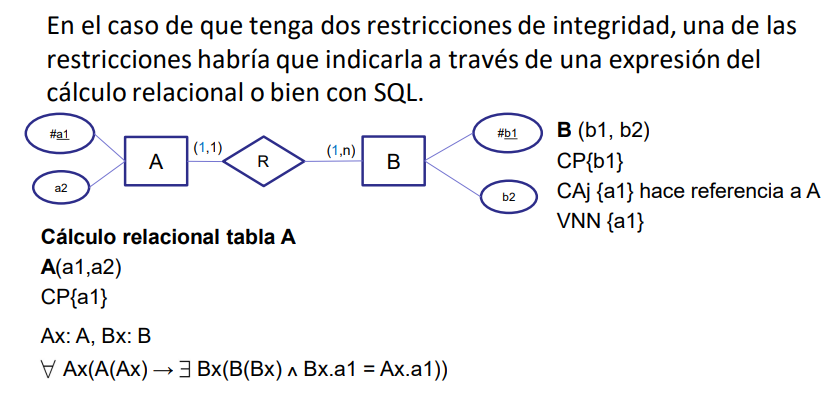 En el caso de que tenga dos restricciones de integridad, una de las
restricciones habría que indicarla a través de una expresión del
cálculo relacional o bien con SQL.
#a1
a2
A
(1,1)
R
(1,n)
B
#b1
b2
B (b1, b2)
CP{b1}
CAj {a1} hace referencia a A
VNN {a1}
Cálculo relacional tabla A
A(a1,a2)
CP{a1}
Ax: A, Bx: B
∀ Ax(A(Ax) → ∃ Bx(B(Bx) ∧ Bx.a1 = Ax.a1))